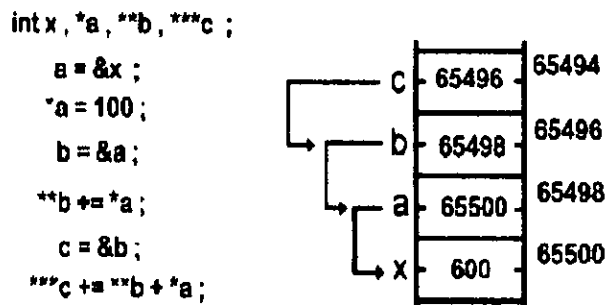 int x , *a , **b , ***c ;
a = &x ;
*a = 100 ;
b = &a ;
**b += *a ;
c = &b ;
***c += **b + *a ;
c 65496 65494
b 65498 65496
a 65500 65498
x 600 65500